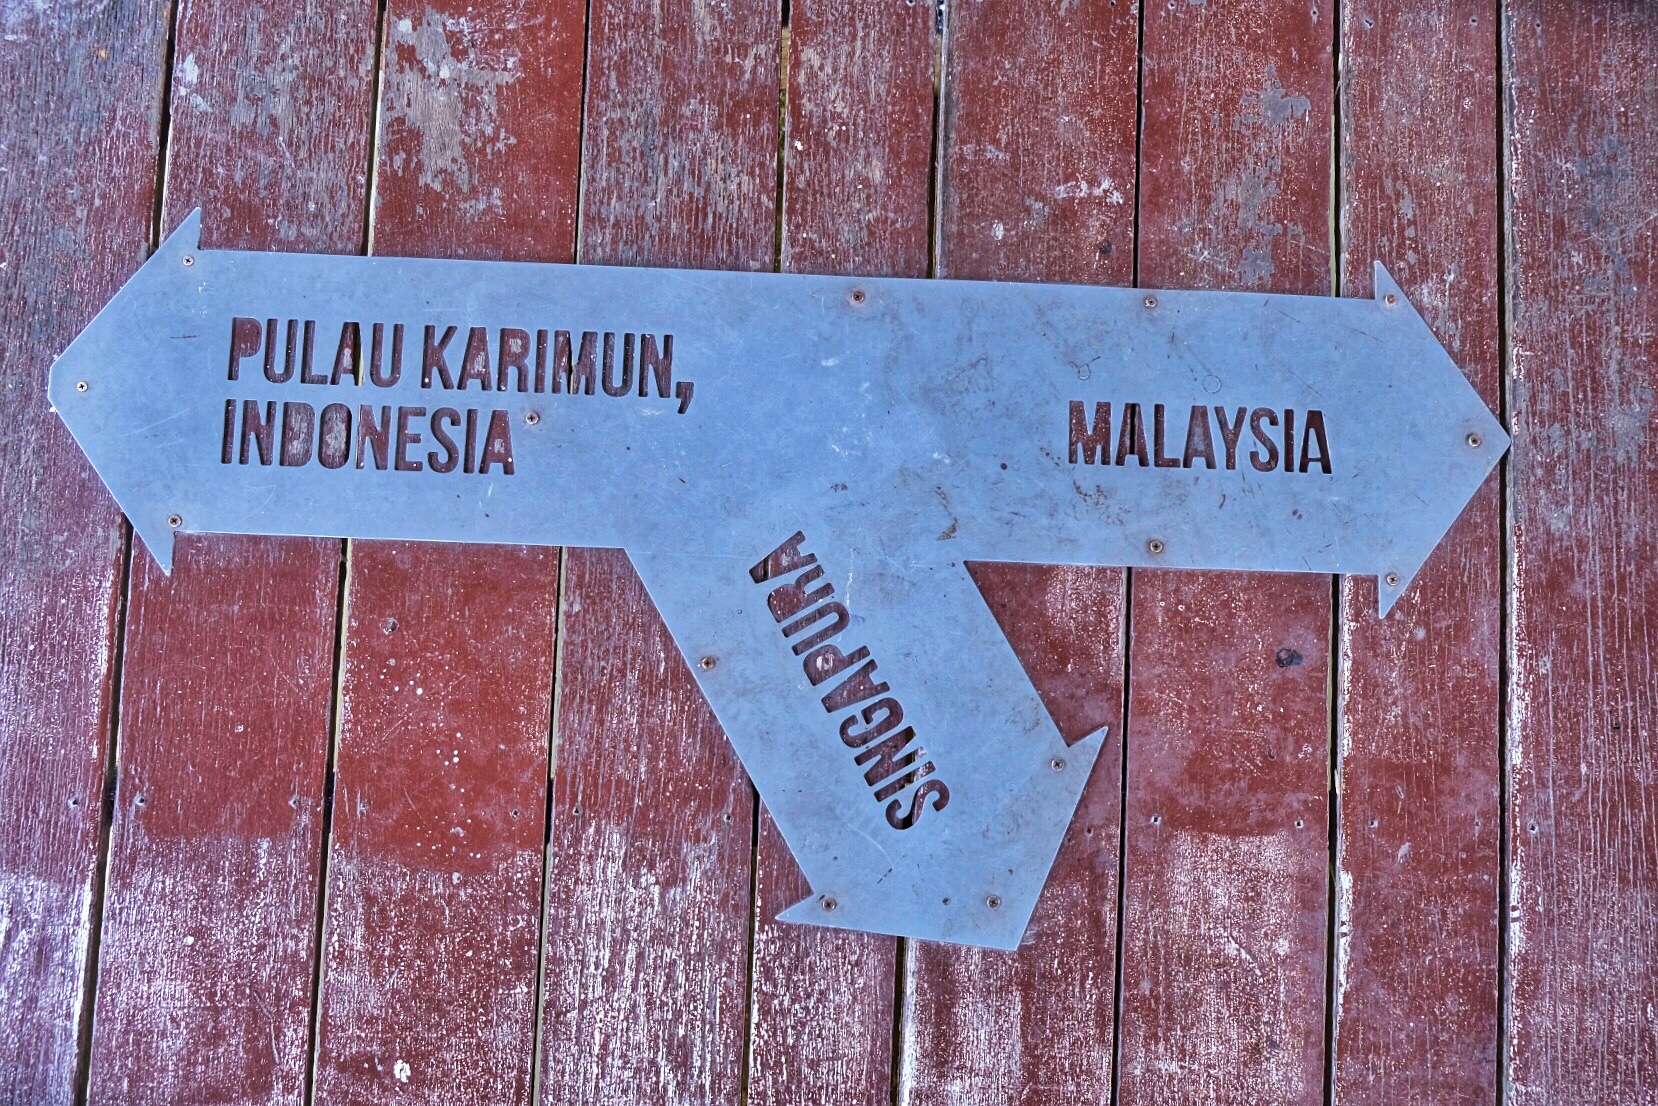 PULAU KARIMUN,
INDONESIA
MALAYSIA
SINGAPURA